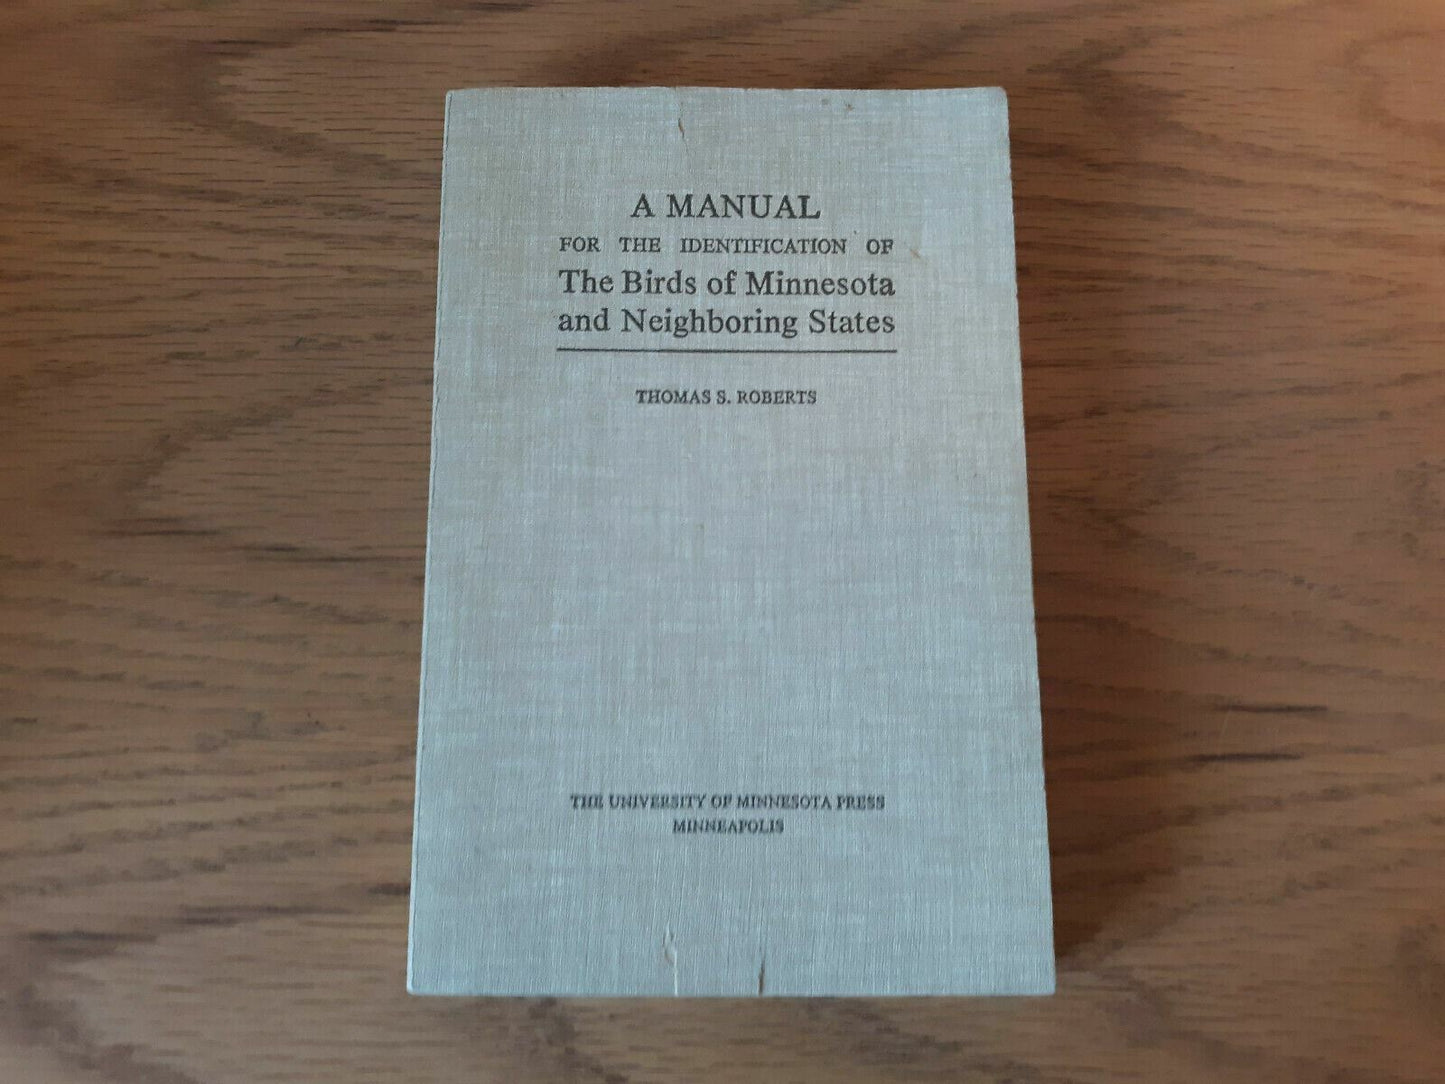 A MANUAL
FOR THE IDENTIFICATION OF
The Birds of Minnesota
and Neighboring States
THOMAS S. ROBERTS
THE UNIVERSITY OF MINNESOTA PRESS
MINNEAPOLIS